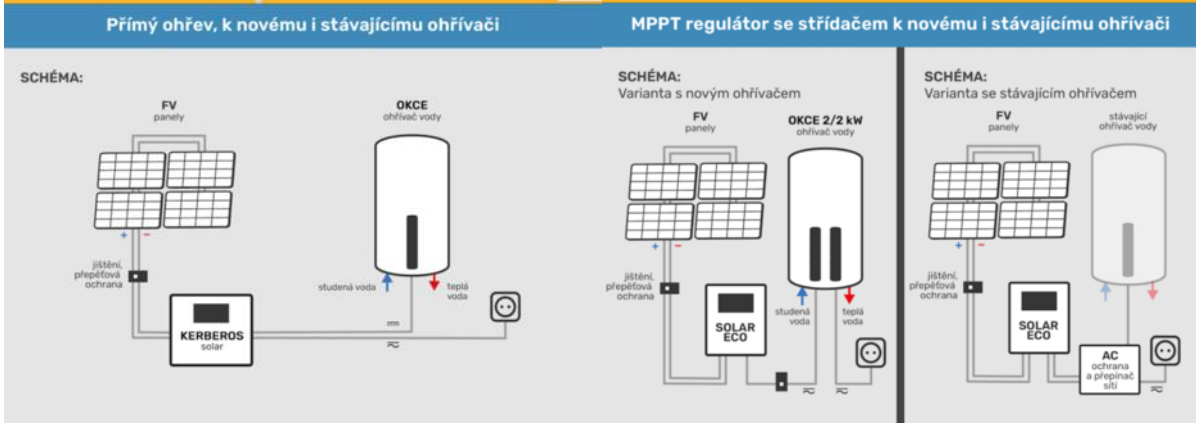 Přímý ohřev, k novému i stávajícímu ohřívači
SCHÉMA:
FV
panely
OKCE
ohřívač vody
+ −
jištění,
přepěťová
ochrana
studená voda
teplá
voda
KERBEROS
solar
MPPT regulátor se střídačem k novému i stávajícímu ohřívači
SCHÉMA:
Varianta s novým ohřívačem
FV
panely
OKCE 2/2 kW
ohřívač vody
+ −
jištění,
přepěťová
ochrana
studená
voda
teplá
voda
SOLAR
ECO
SCHÉMA:
Varianta se stávajícím ohřívačem
FV
panely
stávající
ohřívač vody
+ −
jištění,
přepěťová
ochrana
SOLAR
ECO
AC
ochrana
a přepínač
sítí